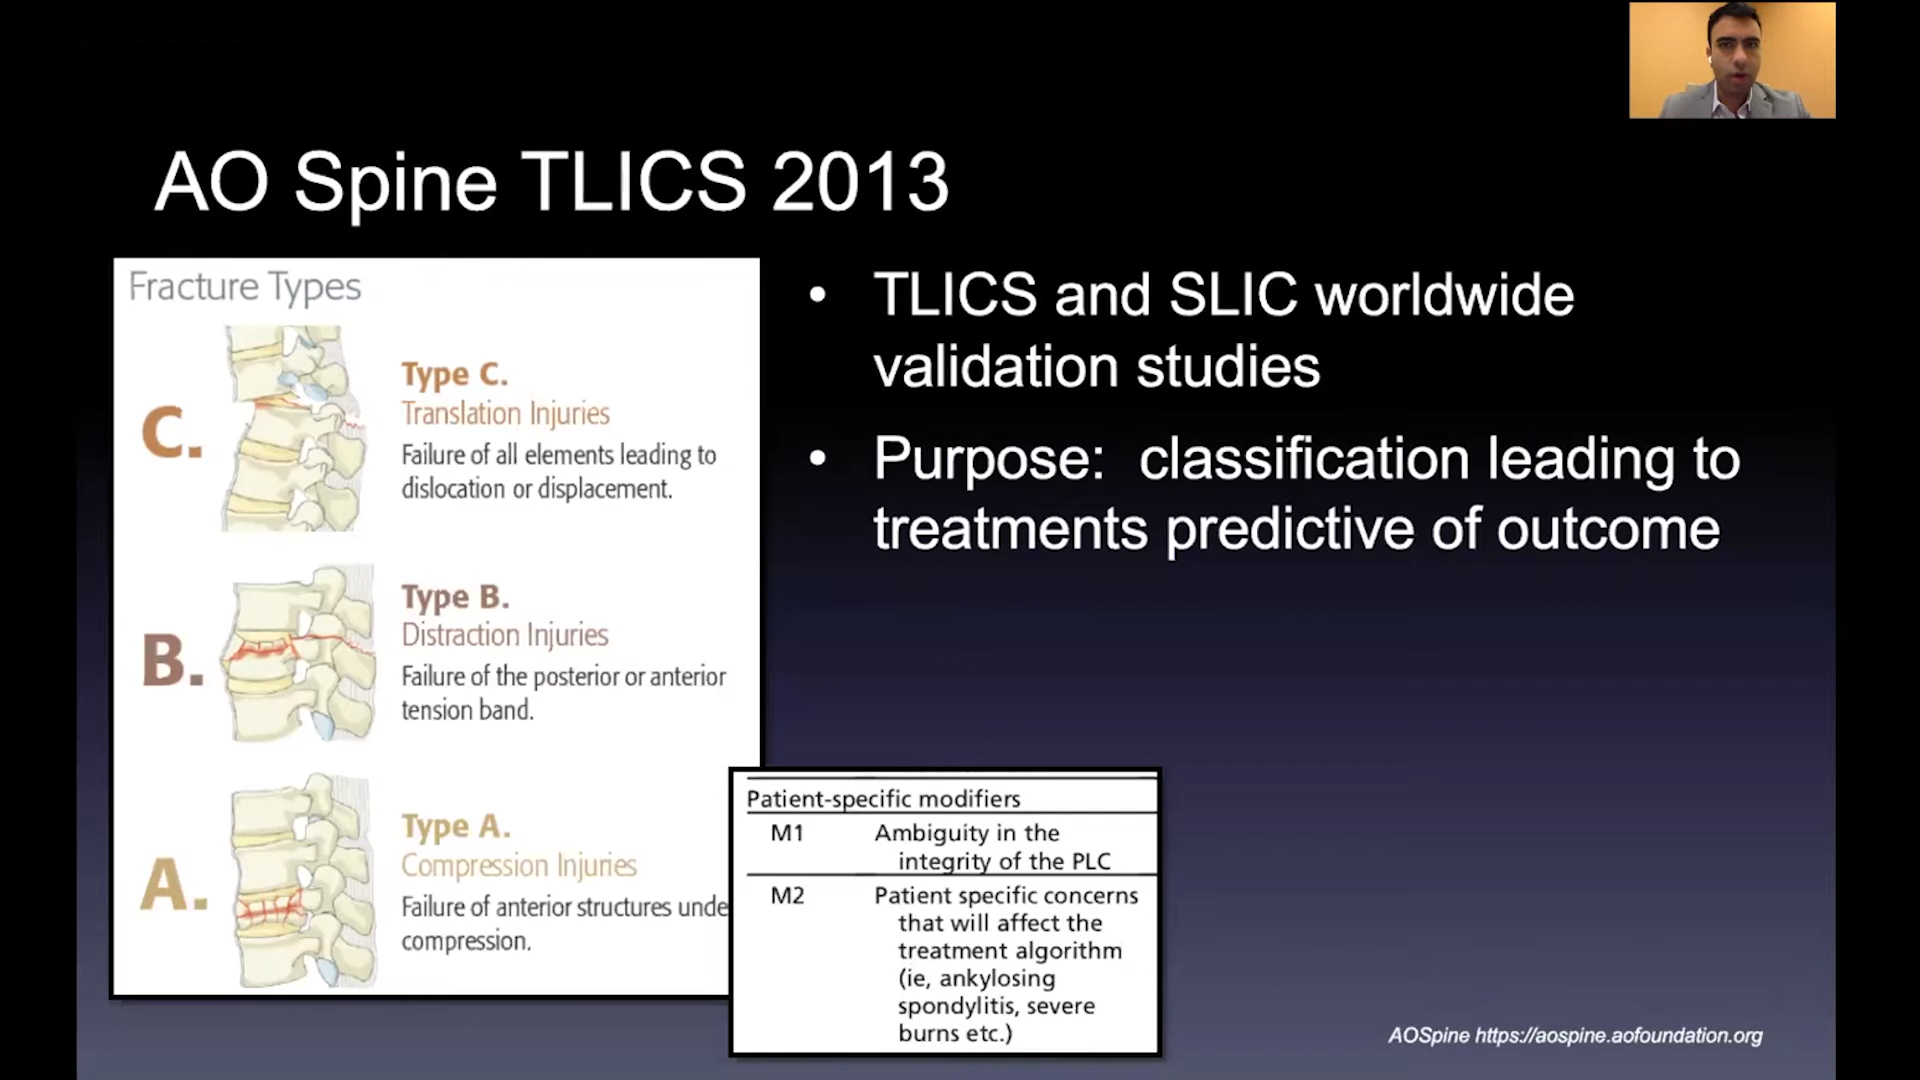 AO Spine TLICS 2013
Fracture Types
C.
Type C.
Translation Injuries
Failure of all elements leading to
dislocation or displacement.
B.
Type B.
Distraction Injuries
Failure of the posterior or anterior
tension band.
A.
Type A.
Compression Injuries
Failure of anterior structures unde
compression.
• TLICS and SLIC worldwide
validation studies
• Purpose: classification leading to
treatments predictive of outcome
Patient-specific modifiers
M1 Ambiguity in the
integrity of the PLC
M2 Patient specific concerns
that will affect the
treatment algorithm
(ie, ankylosing
spondylitis, severe
burns etc.)
AOSpine https://aospine.aofoundation.org